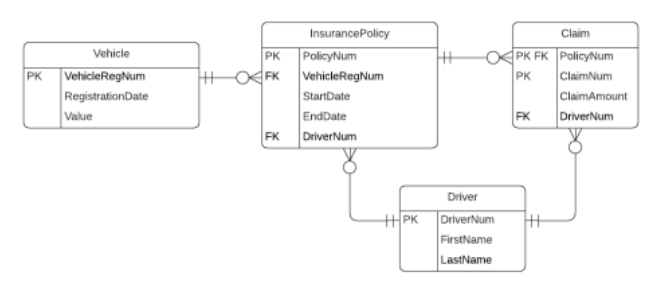 Vehicle
PK VehicleRegNum
RegistrationDate
Value
InsurancePolicy
PK PolicyNum
FK VehicleRegNum
StartDate
EndDate
FK DriverNum
Claim
PK FK PolicyNum
PK ClaimNum
ClaimAmount
FK DriverNum
Driver
PK DriverNum
FirstName
LastName